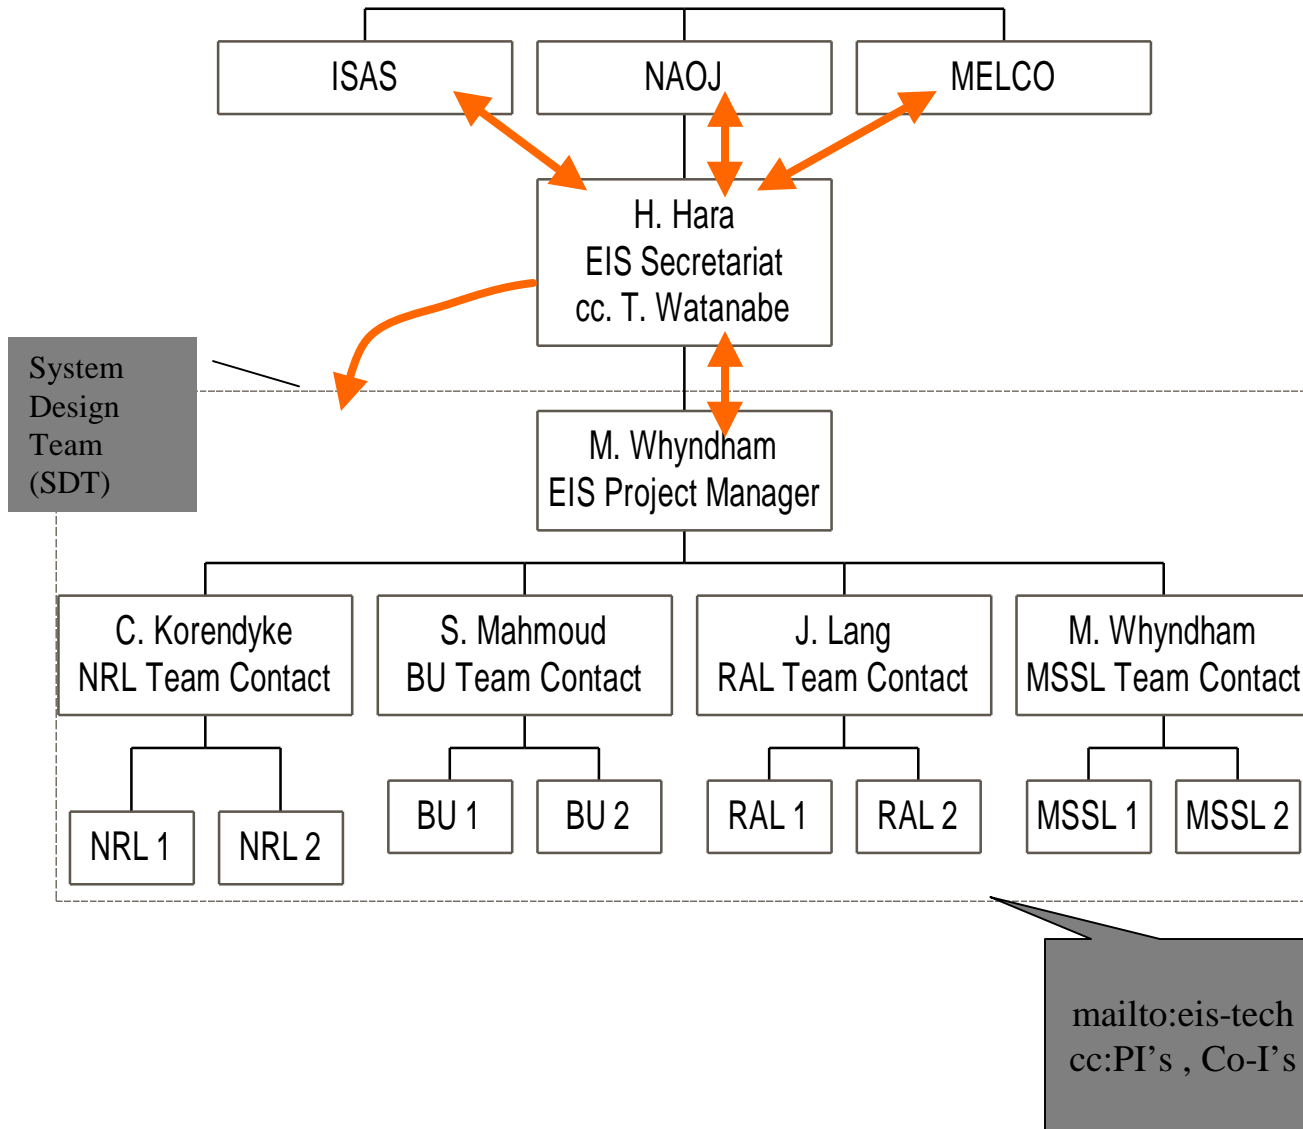 ISAS
NAOJ
MELCO
H. Hara
EIS Secretariat
cc. T. Watanabe
System
Design
Team
(SDT)
M. Whyndham
EIS Project Manager
C. Korendyke
NRL Team Contact
S. Mahmoud
BU Team Contact
J. Lang
RAL Team Contact
M. Whyndham
MSSL Team Contact
NRL 1
NRL 2
BU 1
BU 2
RAL 1
RAL 2
MSSL 1
MSSL 2
mailto:eis-tech
cc:PI’s , Co-I’s